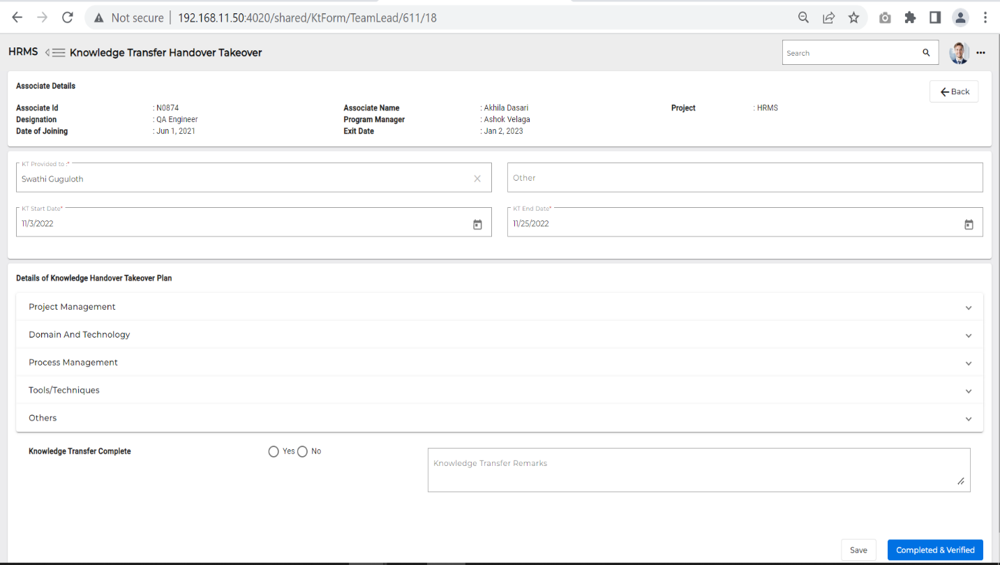 Not secure | 192.168.11.50:4020/shared/KtForm/TeamLead/611/18
HRMS Knowledge Transfer Handover Takeover Search
Associate Details
Back
Associate Id : N0874 Associate Name : Akhila Dasari Project : HRMS
Designation : QA Engineer Program Manager : Ashok Velaga
Date of Joining : Jun 1, 2021 Exit Date : Jan 2, 2023
KT Provided to :*
Swathi Guguloth Other
KT Start Date* KT End Date*
11/3/2022 11/25/2022
Details of Knowledge Handover Takeover Plan
Project Management
Domain And Technology
Process Management
Tools/Techniques
Others
Knowledge Transfer Complete Yes No
Knowledge Transfer Remarks
Save Completed & Verified